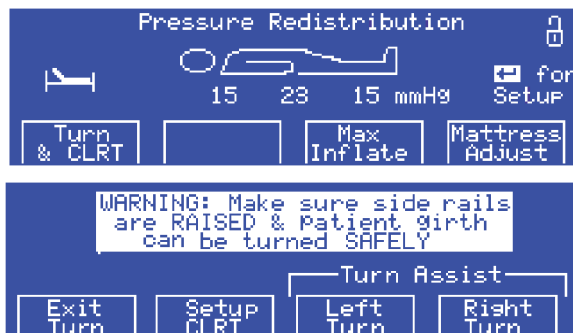 Pressure Redistribution
for
15 23 15 mmHg Setup
Turn Max Mattress
& CLRT Inflate Adjust
WARNING: Make sure side rails
are RAISED & Patient girth
can be turned SAFELY
Turn Assist
Exit Setup Left Right
Turn CLRT Turn Turn